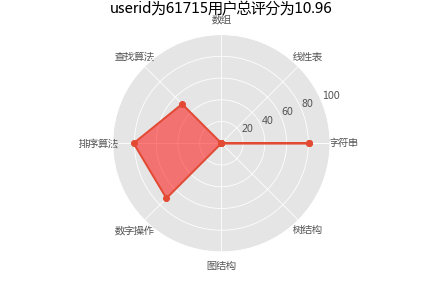 userid为61715用户总评分为10.96
数组
查找算法
线性表
100
80
60
40
20
排序算法
字符串
数字操作
树结构
图结构